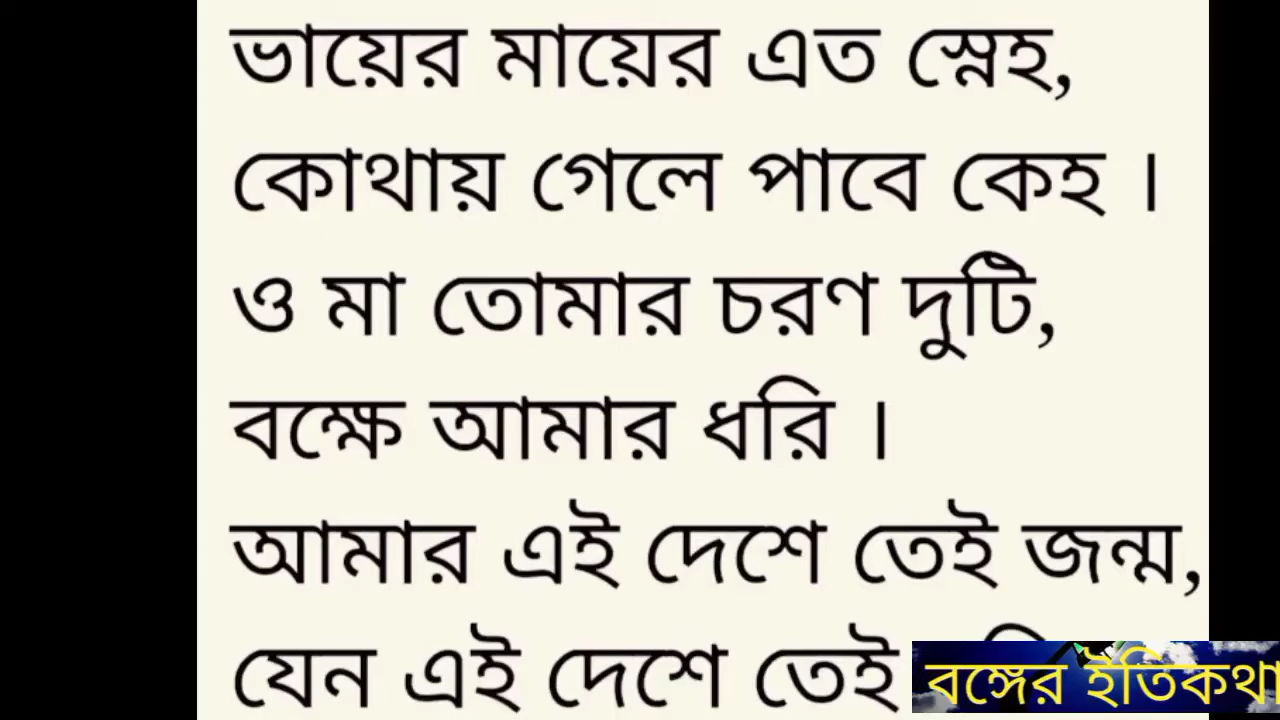 ভায়ের মায়ের এত স্নেহ,
কোথায় গেলে পাবে কেহ ।
ও মা তোমার চরণ দুটি,
বক্ষে আমার ধরি ।
আমার এই দেশে তেই জন্ম,
যেন এই দেশে তেই
বঙ্গের ইতিকথা